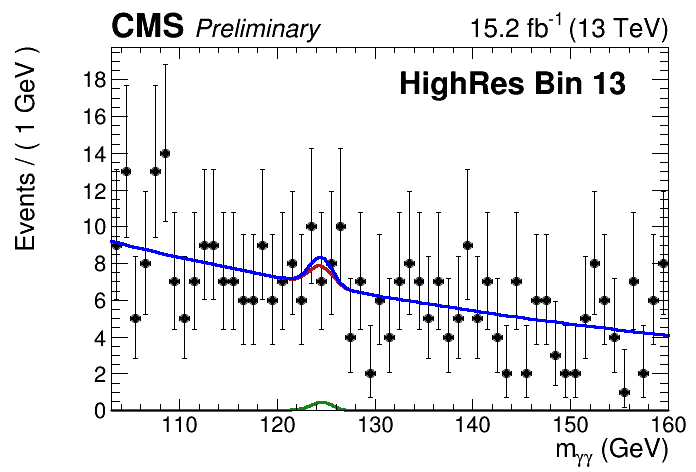 CMS Preliminary 15.2 fb⁻¹ (13 TeV)
HighRes Bin 13
Events / ( 1 GeV )
18
16
14
12
10
8
6
4
2
0
110 120 130 140 150 160
m_γγ (GeV)